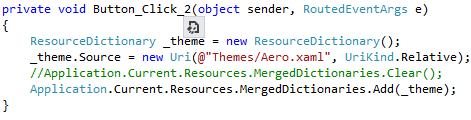 private void Button_Click_2(object sender, RoutedEventArgs e)
{
ResourceDictionary _theme = new ResourceDictionary();
_theme.Source = new Uri(@"Themes/Aero.xaml", UriKind.Relative);
//Application.Current.Resources.MergedDictionaries.Clear();
Application.Current.Resources.MergedDictionaries.Add(_theme);
}